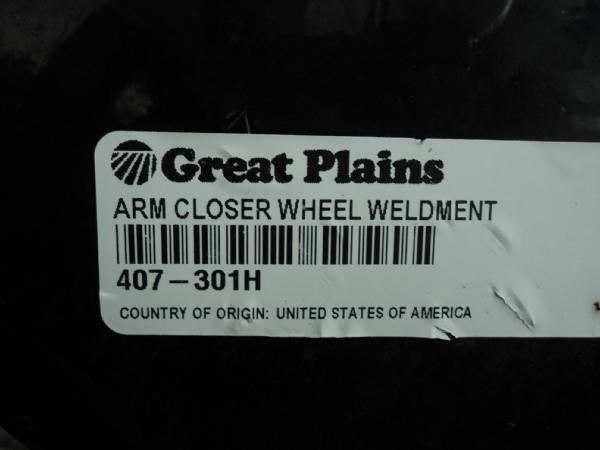 Great Plains
ARM CLOSER WHEEL WELDMENT
407-301H
COUNTRY OF ORIGIN: UNITED STATES OF AMERICA